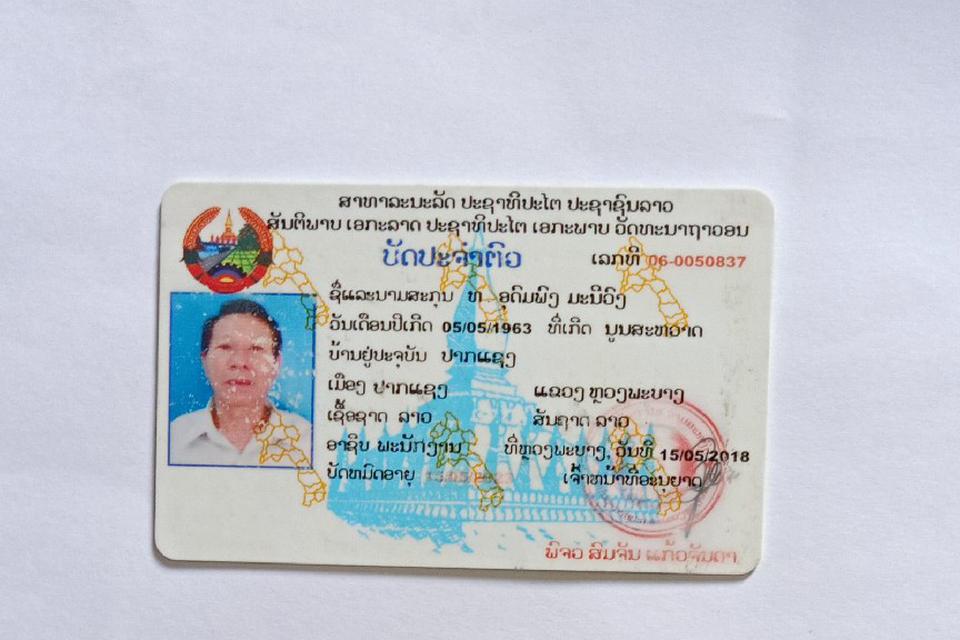 ສາທາລະນະລັດ ປະຊາທິປະໄຕ ປະຊາຊົນລາວ
ສັນຕິພາບ ເອກະລາດ ປະຊາທິປະໄຕ ເອກະພາບ ວັດທະນາຖາວອນ
ບັດປະຈຳຕົວ
ເລກທີ 06-0050837
ຊື່ແລະນາມສະກຸນ ທ ອຸດົມພົງ ມະນີວົງ
ວັນເດືອນປີເກີດ 05/05/1963 ທີ່ເກີດ ນູນສະຫວາດ
ບ້ານຢູ່ປະຈຸບັນ ປາກແຊງ
ເມືອງ ປາກແຊງ ແຂວງ ຫຼວງພະບາງ
ເຊື້ອຊາດ ລາວ ສັນຊາດ ລາວ
ອາຊີບ ພະນັກງານ ທີ່ຫຼວງພະບາງ, ວັນທີ 15/05/2018
ບັດຫມົດອາຍຸ ເຈົ້າຫນ້າທີ່ອະນຸຍາດ
ພົຈວ ສົມຈັນ ແກ້ວຈັນດາ